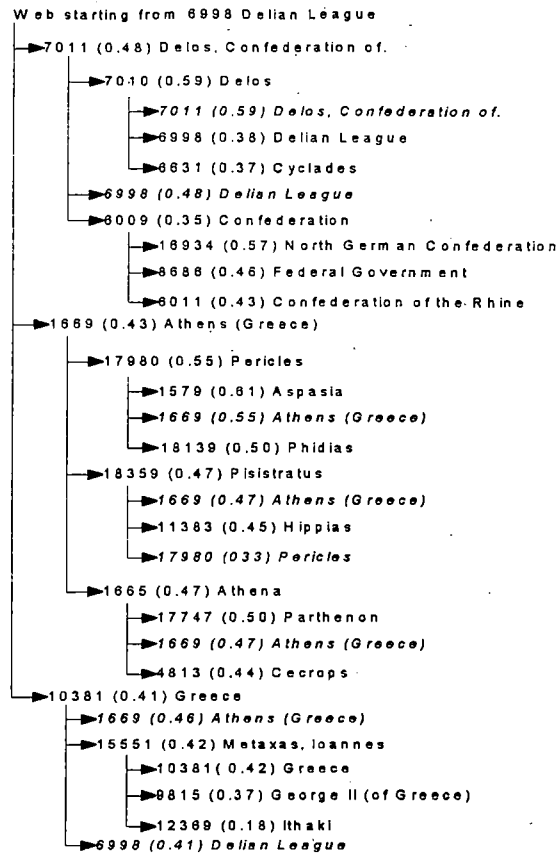 Web starting from 6998 Delian League
7011 (0.48) Delos, Confederation of.
7010 (0.59) Delos
7011 (0.59) Delos, Confederation of.
6998 (0.38) Delian League
6631 (0.37) Cyclades
6998 (0.48) Delian League
6009 (0.35) Confederation
16934 (0.57) North German Confederation
8686 (0.46) Federal Government
6011 (0.43) Confederation of the Rhine
1669 (0.43) Athens (Greece)
17980 (0.55) Pericles
1579 (0.61) Aspasia
1669 (0.55) Athens (Greece)
18139 (0.50) Phidias
18359 (0.47) Pisistratus
1669 (0.47) Athens (Greece)
11383 (0.45) Hippias
17980 (033) Pericles
1665 (0.47) Athena
17747 (0.50) Parthenon
1669 (0.47) Athens (Greece)
4813 (0.44) Cecrops
10381 (0.41) Greece
1669 (0.46) Athens (Greece)
15551 (0.42) Metaxas, Ioannes
10381( 0.42) Greece
9815 (0.37) George II (of Greece)
12369 (0.18) Ithaki
6998 (0.41) Delian League